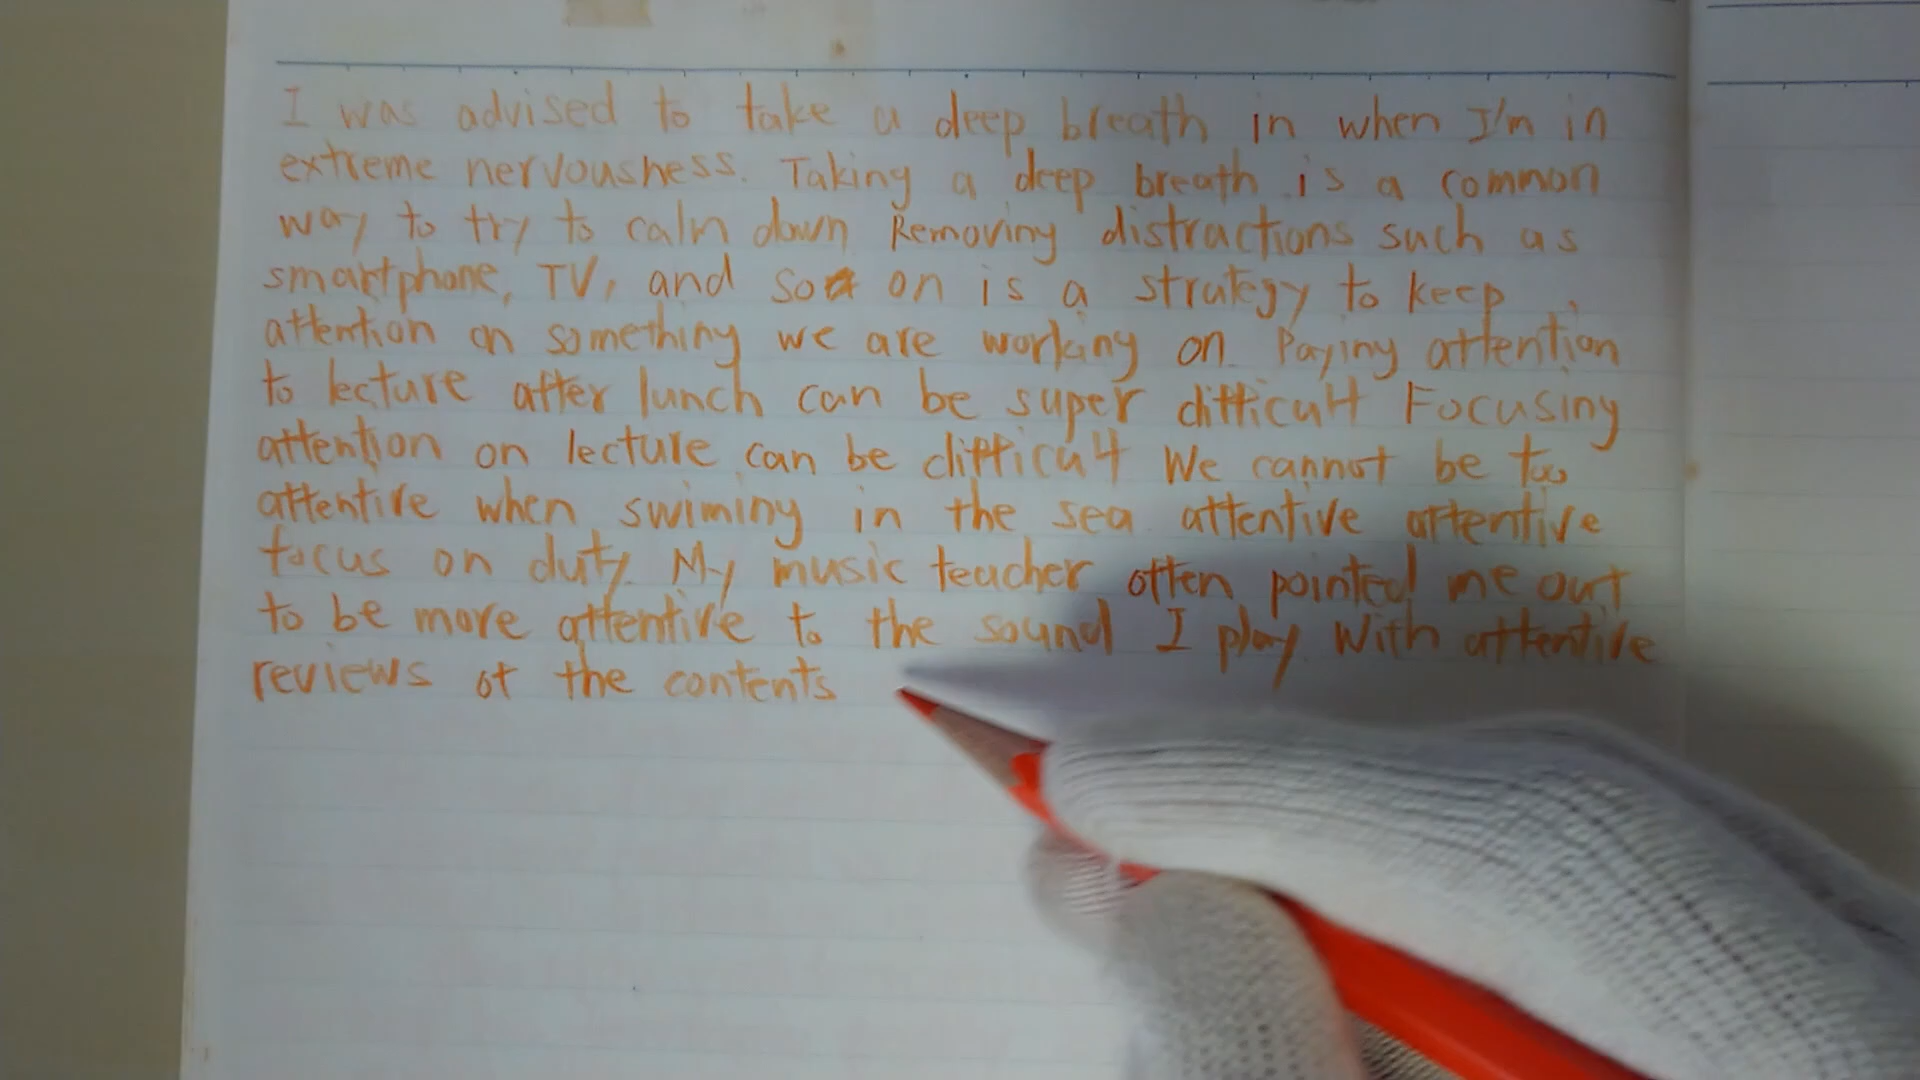 I was advised to take a deep breath in when I'm in
extreme nervousness. Taking a deep breath is a common
way to try to calm down Removing distractions such as
smartphone, TV, and so on is a strategy to keep
attention on something we are working on. Paying attention
to lecture after lunch can be super difficult Focusing
attention on lecture can be difficult We cannot be too
attentive when swiming in the sea attentive attentive
focus on duty. My music teacher often pointed me out
to be more attentive to the sound I play With attentive
reviews of the contents